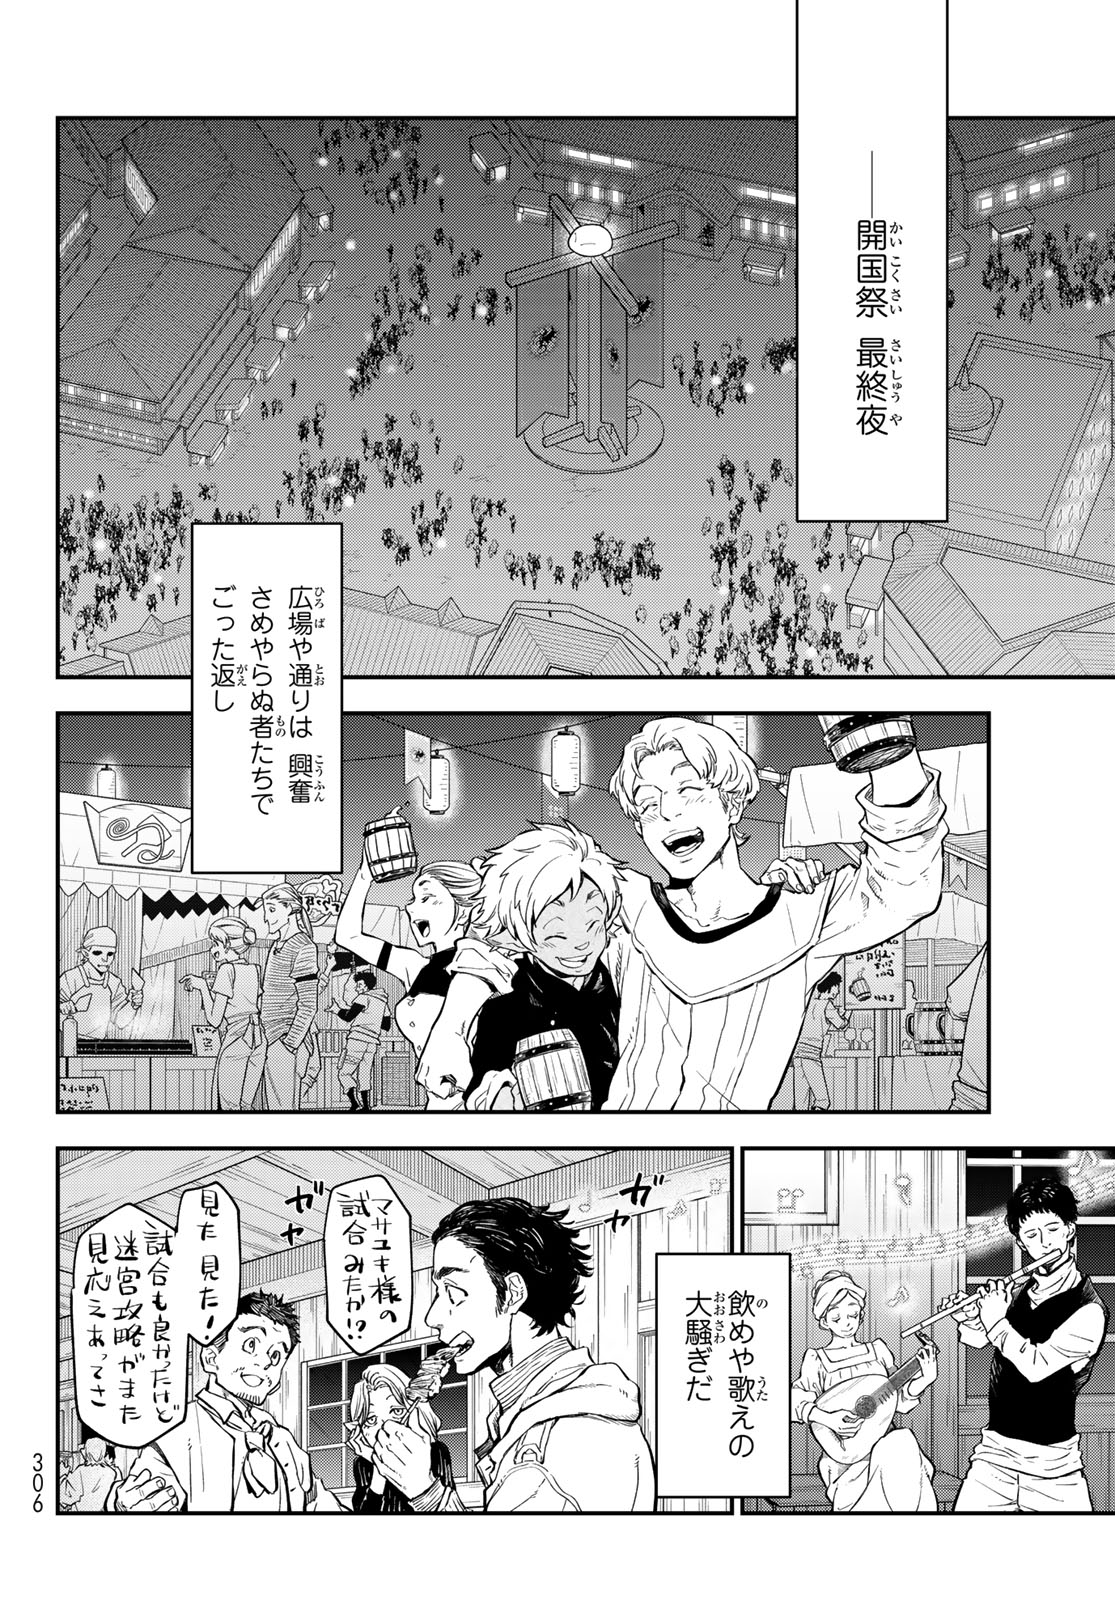 ──開国祭 最終夜
広場や通りは 興奮
さめやらぬ者たちで
ごった返し
飲めや歌えの
大騒ぎだ
ガヤ
ガヤ
マサユキ様の
試合みたか!?
見た 見た!
試合も良かったけど
迷宮攻略がまた
見応えあってさ
306